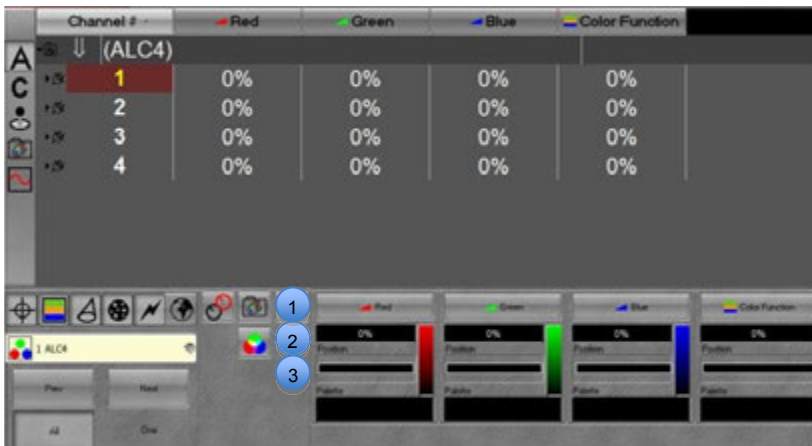 Channel # Red Green Blue Color Function
(ALC4)
A
C
1 0% 0% 0% 0%
2 0% 0% 0% 0%
3 0% 0% 0% 0%
4 0% 0% 0% 0%
1 Red Green Blue Color Function
2 0% 0% 0% 0%
1 ALC4
Position Position Position Position
3
Prev Next
Palette Palette Palette Palette
All One